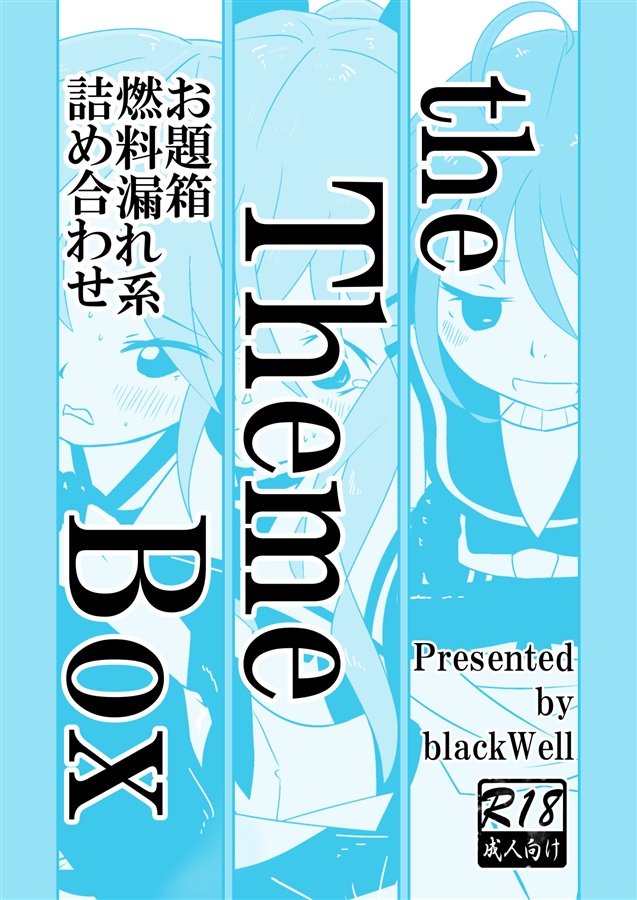 the
Theme
Box
お題箱
燃料漏れ系
詰め合わせ
Presented
by
blackWell
R18
成人向け